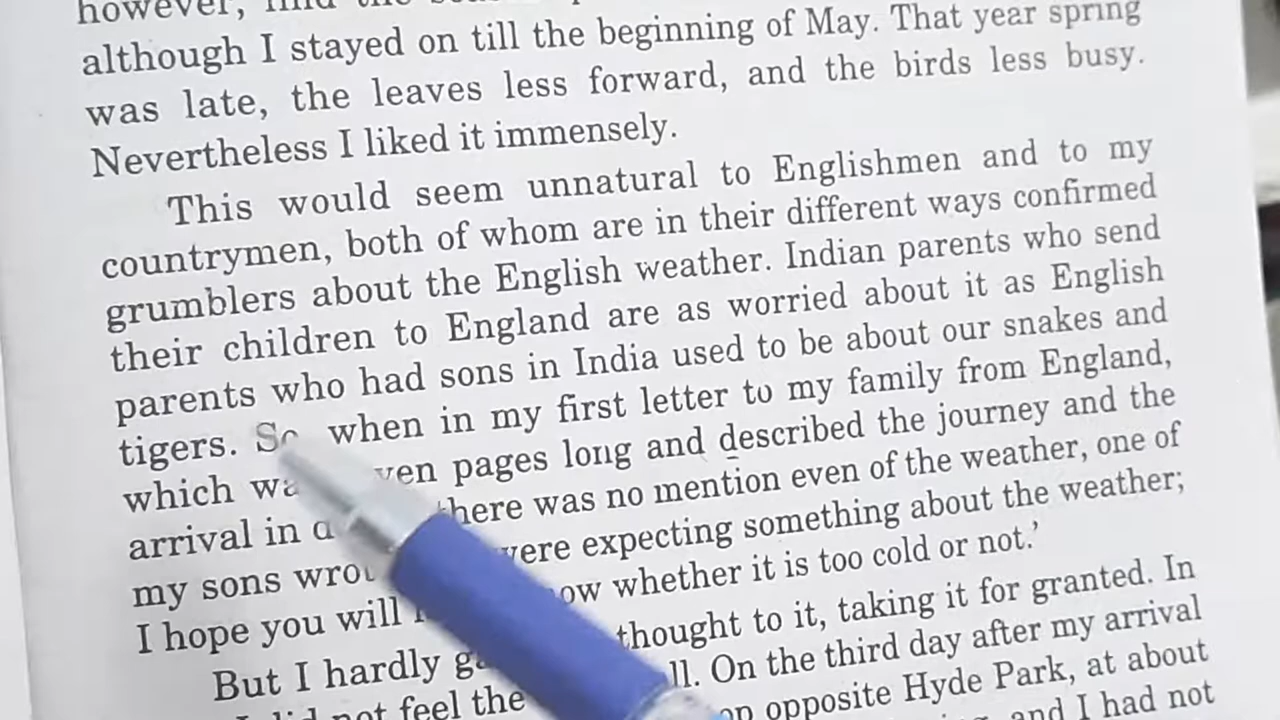 however,
although I stayed on till the beginning of May. That year spring
was late, the leaves less forward, and the birds less busy.
Nevertheless I liked it immensely.
This would seem unnatural to Englishmen and to my
countrymen, both of whom are in their different ways confirmed
grumblers about the English weather. Indian parents who send
their children to England are as worried about it as English
parents who had sons in India used to be about our snakes and
tigers. So when in my first letter to my family from England,
which pages long and described the journey and the
arrival in there was no mention even of the weather, one of
my sons were expecting something about the weather;
I hope you will whether it is too cold or not.'
But I hardly thought to it, taking it for granted. In
not feel the On the third day after my arrival
opposite Hyde Park, at about
and I had not